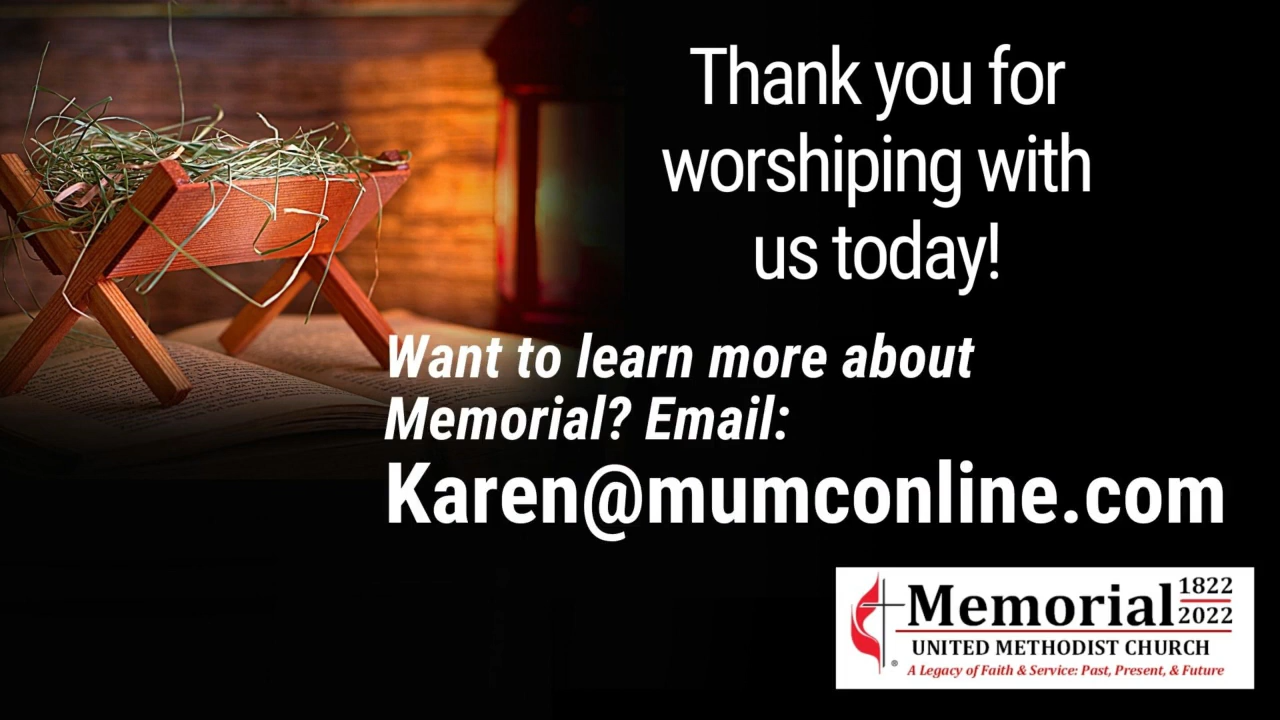 Thank you for
worshiping with
us today!
Want to learn more about
Memorial? Email:
Karen@mumconline.com
Memorial 1822
2022
UNITED METHODIST CHURCH
®
A Legacy of Faith & Service: Past, Present, & Future